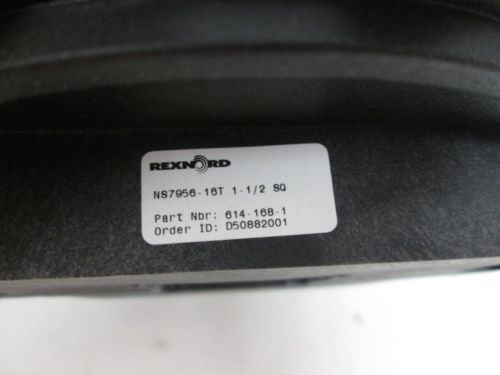 REXNORD
NS7956-16T 1-1/2 SQ
Part Nbr: 614-168-1
Order ID: D50882001